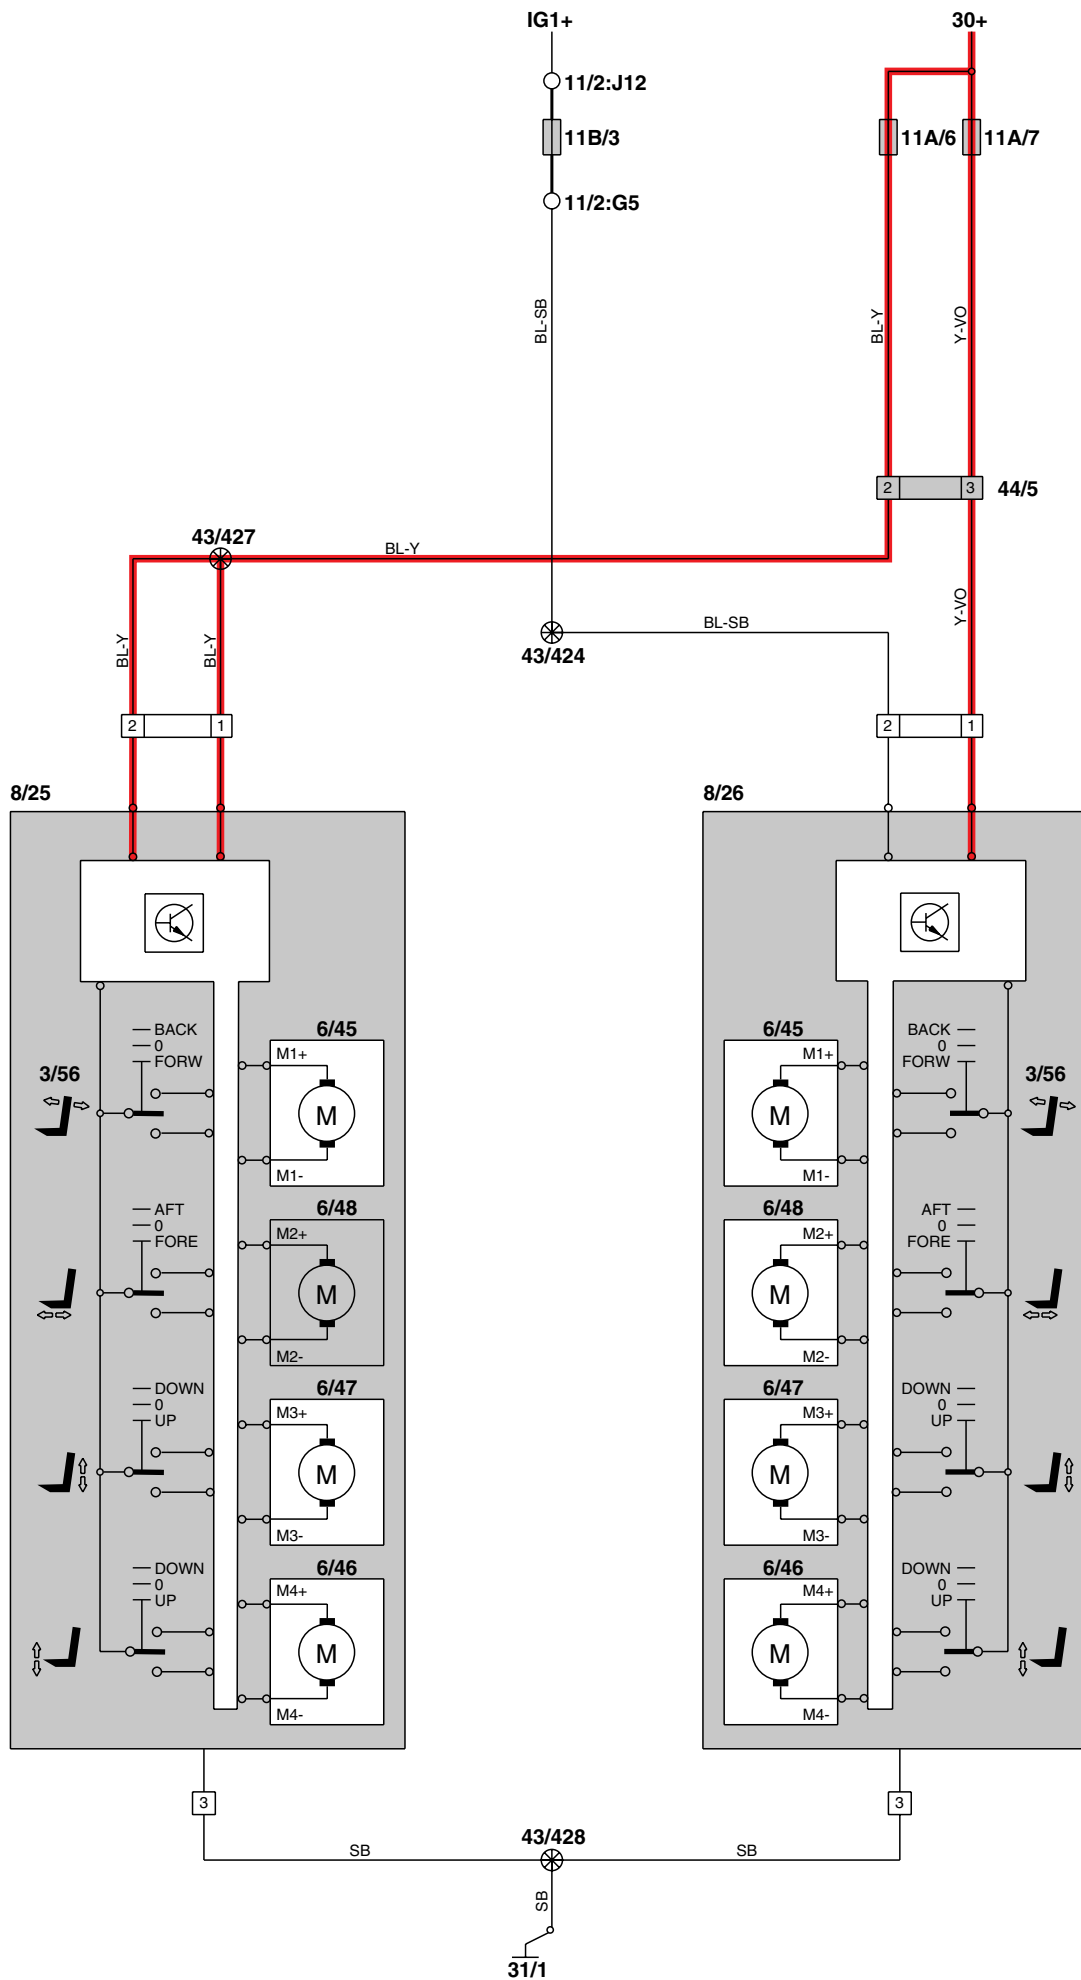 IG1+
30+
11/2:J12
11B/3
11A/6
11A/7
11/2:G5
BL-SB
BL-Y
Y-VO
2
3
44/5
43/427
BL-Y
Y-VO
BL-SB
43/424
BL-Y
BL-Y
2
1
2
1
8/25
8/26
BACK
0
FORW
3/56
6/45
M1+
M
M1-
6/45
M1+
M
M1-
BACK
0
FORW
3/56
AFT
0
FORE
6/48
M2+
M
M2-
6/48
M2+
M
M2-
AFT
0
FORE
DOWN
0
UP
6/47
M3+
M
M3-
6/47
M3+
M
M3-
DOWN
0
UP
DOWN
0
UP
6/46
M4+
M
M4-
6/46
M4+
M
M4-
DOWN
0
UP
3
3
43/428
SB
SB
SB
31/1